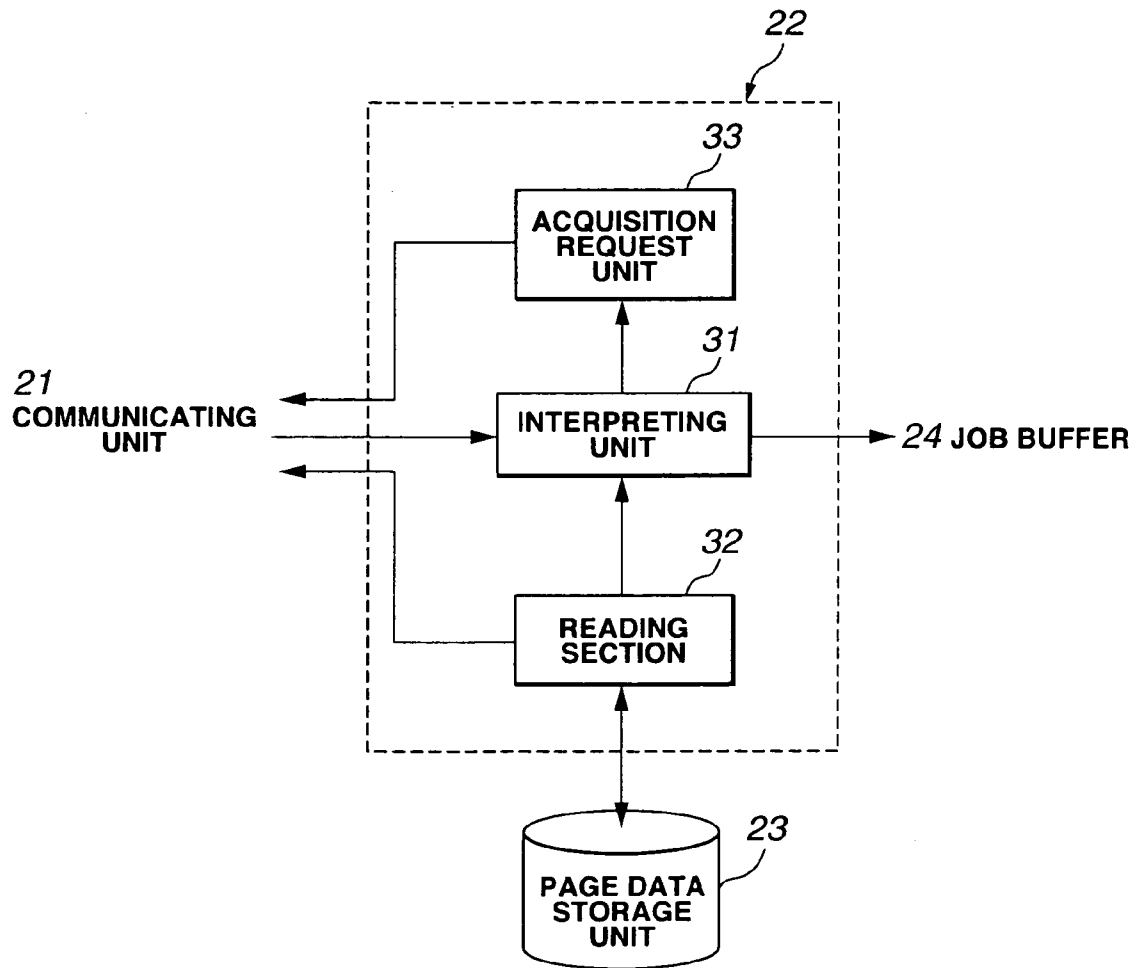 22
33
ACQUISITION
REQUEST
UNIT
31
21
COMMUNICATING
UNIT
INTERPRETING
UNIT
24 JOB BUFFER
32
READING
SECTION
23
PAGE DATA
STORAGE
UNIT